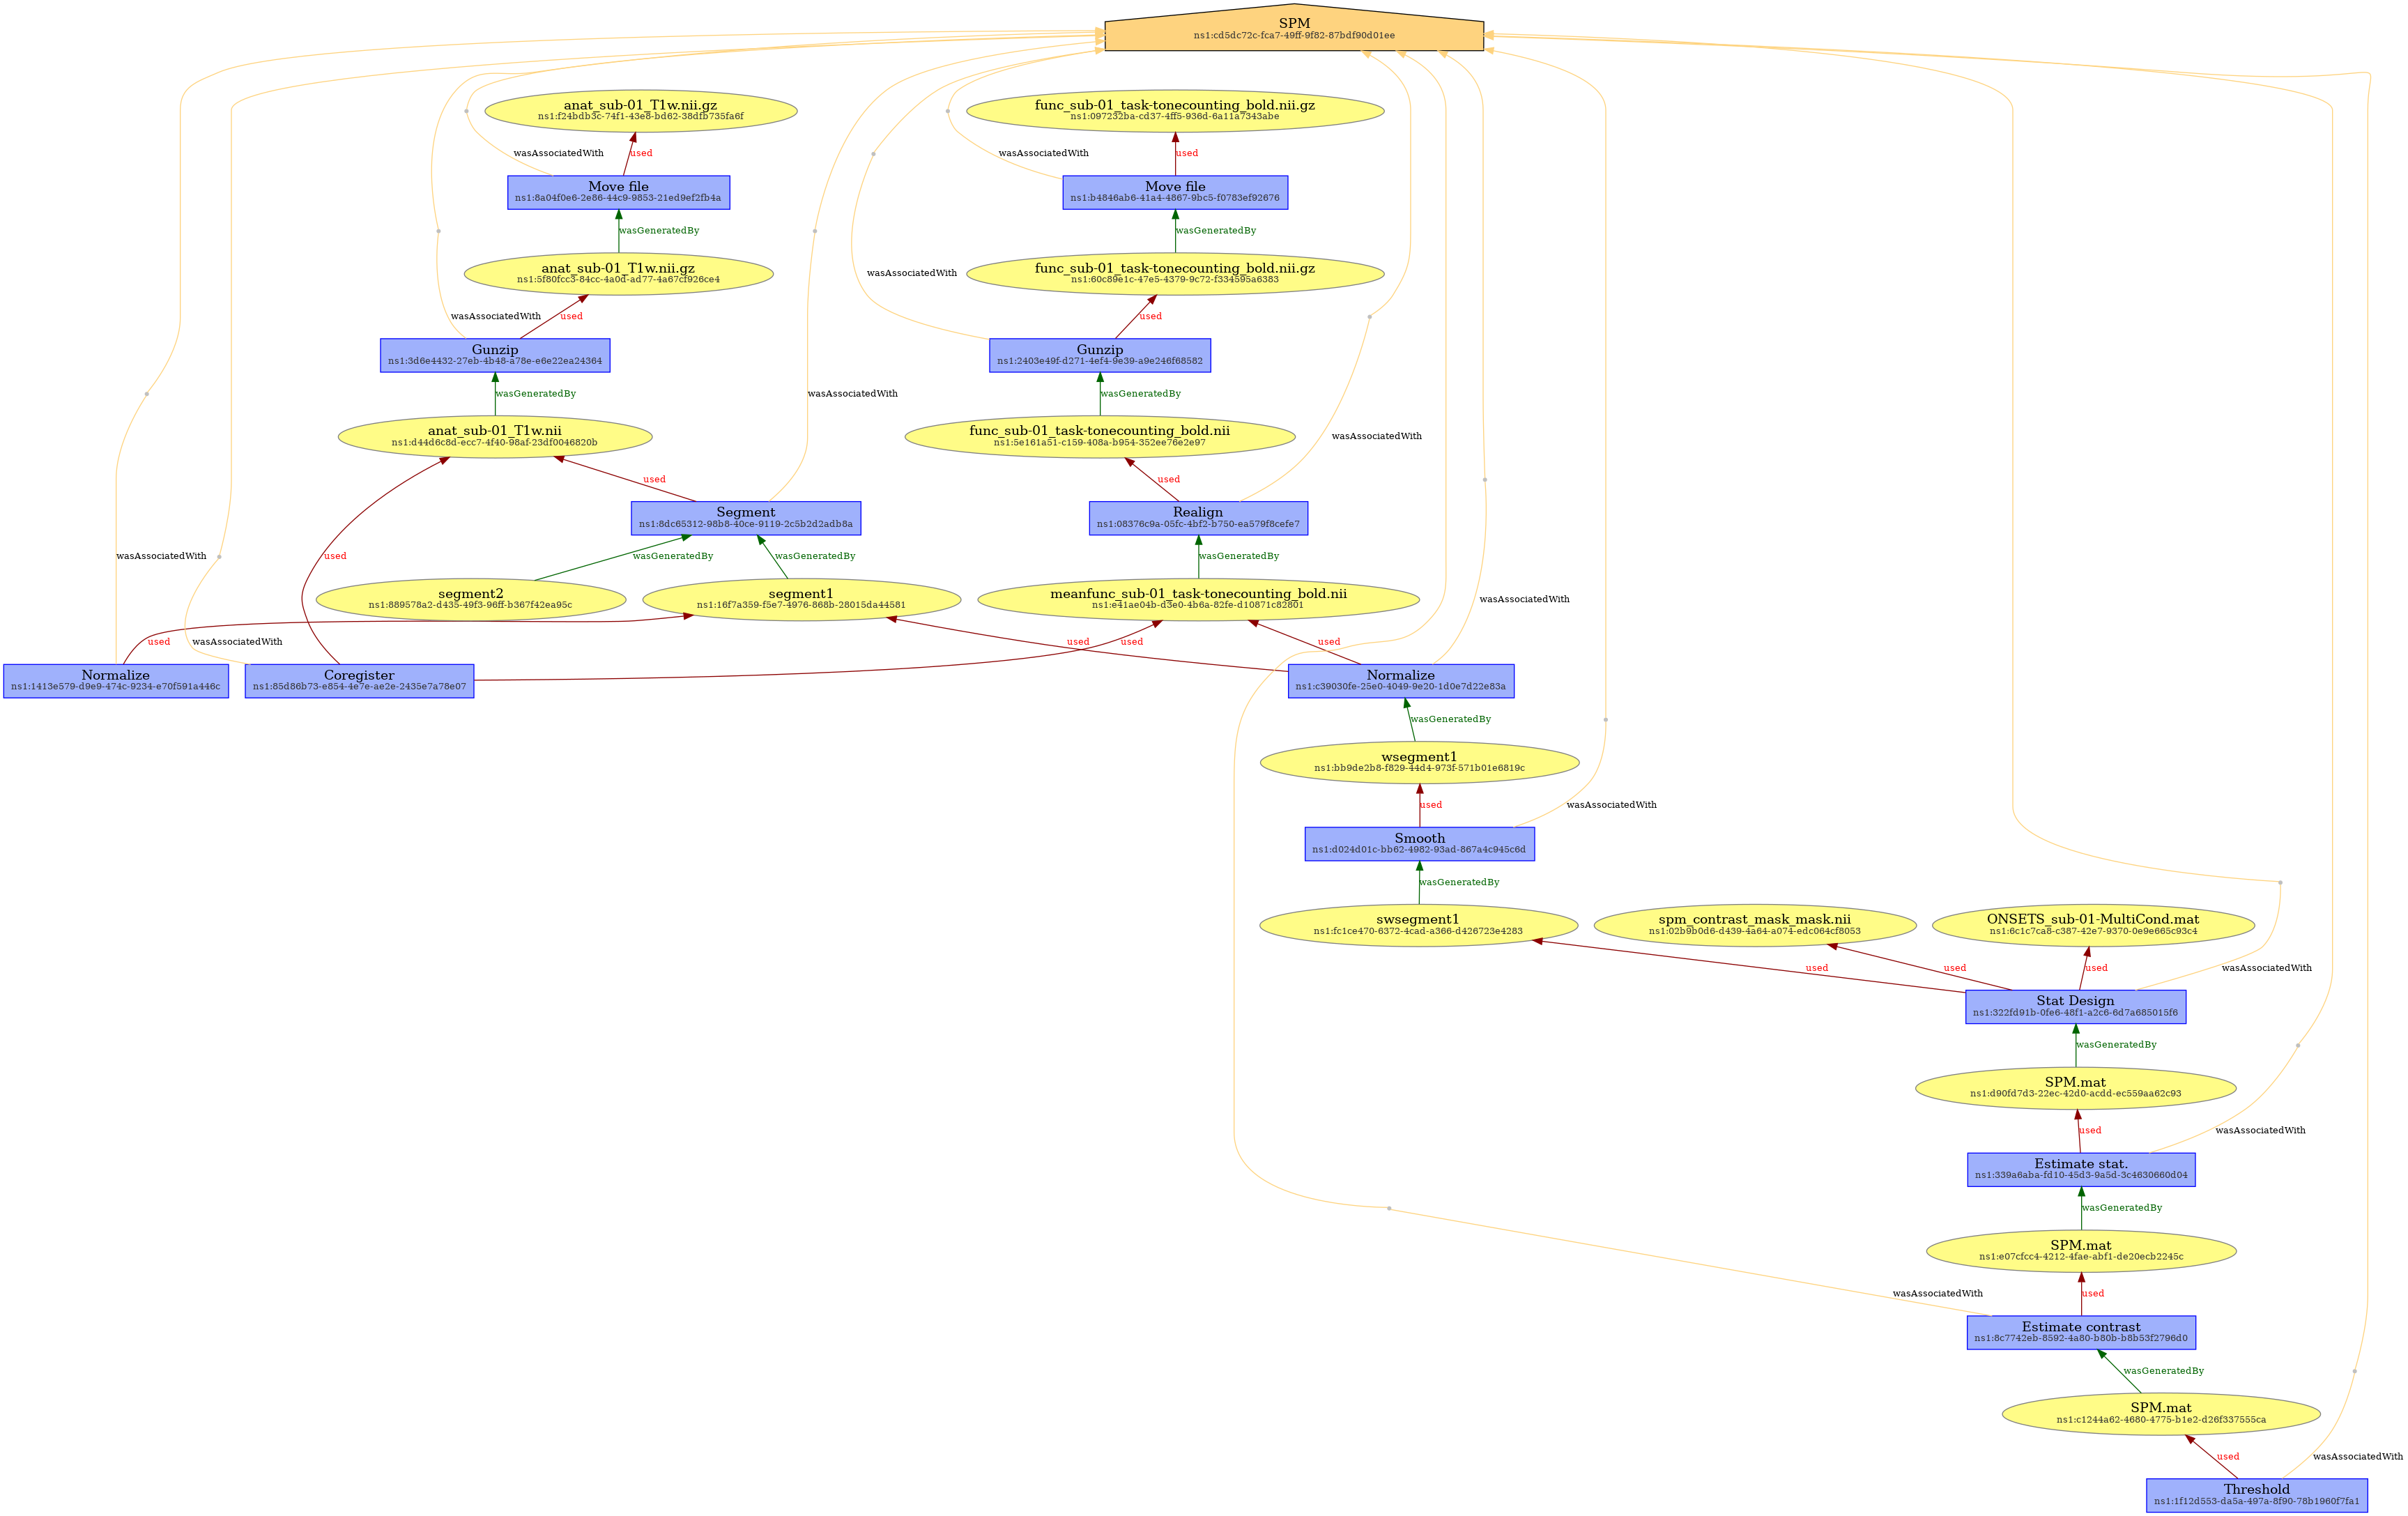 SPM
ns1:cd5dc72c-fca7-49ff-9f82-87bdf90d01ee
anat_sub-01_T1w.nii.gz
ns1:f24bdb3c-74f1-43e8-bd62-38dfb735fa6f
func_sub-01_task-tonecounting_bold.nii.gz
ns1:097232ba-cd37-4ff5-936d-6a11a7343abe
wasAssociatedWith
used
wasAssociatedWith
used
Move file
ns1:8a04f0e6-2e86-44c9-9853-21ed9ef2fb4a
Move file
ns1:b4846ab6-41a4-4867-9bc5-f0783ef92676
wasGeneratedBy
wasGeneratedBy
anat_sub-01_T1w.nii.gz
ns1:5f80fcc3-84cc-4a0d-ad77-4a67cf926ce4
wasAssociatedWith
func_sub-01_task-tonecounting_bold.nii.gz
ns1:60c89e1c-47e5-4379-9c72-f334595a6383
wasAssociatedWith
used
used
Gunzip
ns1:3d6e4432-27eb-4b48-a78e-e6e22ea24364
Gunzip
ns1:2403e49f-d271-4ef4-9e39-a9e246f68582
wasGeneratedBy
wasAssociatedWith
wasGeneratedBy
anat_sub-01_T1w.nii
ns1:d44d6c8d-ecc7-4f40-98af-23df0046820b
func_sub-01_task-tonecounting_bold.nii
ns1:5e161a51-c159-408a-b954-352ee76e2e97
wasAssociatedWith
used
used
Segment
ns1:8dc65312-98b8-40ce-9119-2c5b2d2adb8a
Realign
ns1:08376c9a-05fc-4bf2-b750-ea579f8cefe7
wasAssociatedWith
used
wasGeneratedBy
wasGeneratedBy
wasGeneratedBy
segment2
ns1:889578a2-d435-49f3-96ff-b367f42ea95c
segment1
ns1:16f7a359-f5e7-4976-868b-28015da44581
meanfunc_sub-01_task-tonecounting_bold.nii
ns1:e41ae04b-d3e0-4b6a-82fe-d10871c82801
wasAssociatedWith
used
wasAssociatedWith
used
used
used
Normalize
ns1:1413e579-d9e9-474c-9234-e70f591a446c
Coregister
ns1:85d86b73-e854-4e7e-ae2e-2435e7a78e07
Normalize
ns1:c39030fe-25e0-4049-9e20-1d0e7d22e83a
wasGeneratedBy
wsegment1
ns1:bb9de2b8-f829-44d4-973f-571b01e6819c
used
wasAssociatedWith
Smooth
ns1:d024d01c-bb62-4982-93ad-867a4c945c6d
wasGeneratedBy
swsegment1
ns1:fc1ce470-6372-4cad-a366-d426723e4283
spm_contrast_mask_mask.nii
ns1:02b9b0d6-d439-4a64-a074-edc064cf8053
ONSETS_sub-01-MultiCond.mat
ns1:6c1c7ca8-c387-42e7-9370-0e9e665c93c4
used
used
used
wasAssociatedWith
Stat Design
ns1:322fd91b-0fe6-48f1-a2c6-6d7a685015f6
wasGeneratedBy
SPM.mat
ns1:d90fd7d3-22ec-42d0-acdd-ec559aa62c93
used
wasAssociatedWith
Estimate stat.
ns1:339a6aba-fd10-45d3-9a5d-3c4630660d04
wasGeneratedBy
SPM.mat
ns1:e07cfcc4-4212-4fae-abf1-de20ecb2245c
wasAssociatedWith
used
Estimate contrast
ns1:8c7742eb-8592-4a80-b80b-b8b53f2796d0
wasGeneratedBy
SPM.mat
ns1:c1244a62-4680-4775-b1e2-d26f337555ca
used
wasAssociatedWith
Threshold
ns1:1f12d553-da5a-497a-8f90-78b1960f7fa1